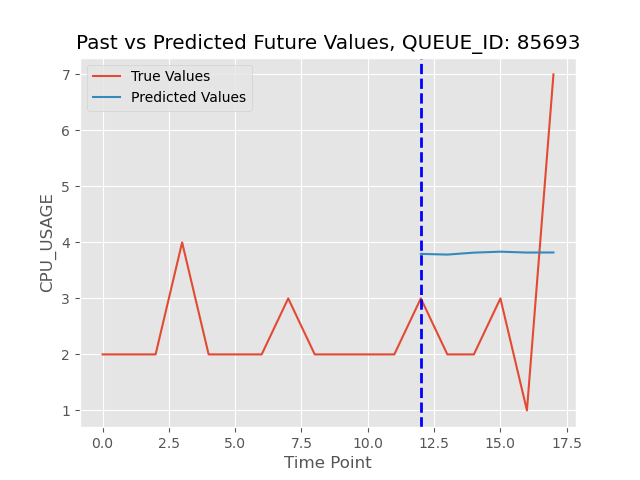 Past vs Predicted Future Values, QUEUE_ID: 85693
True Values
Predicted Values
7
6
5
4
3
2
1
CPU_USAGE
0.0 2.5 5.0 7.5 10.0 12.5 15.0 17.5
Time Point